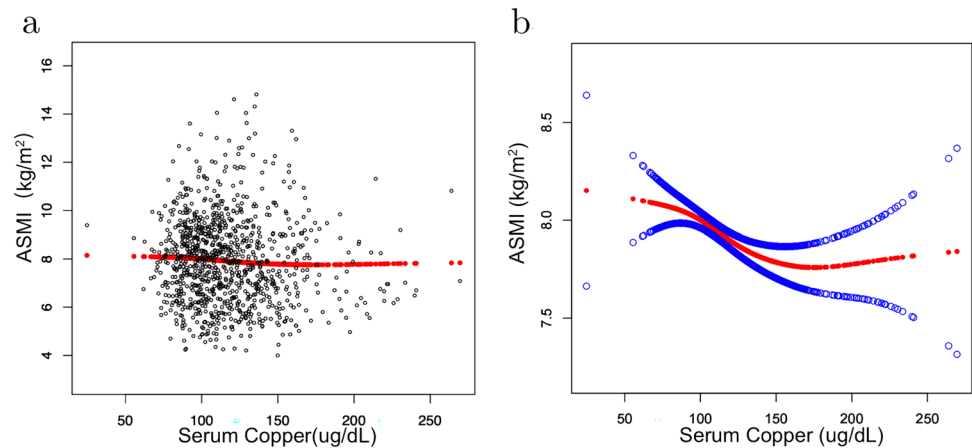 a
16
14
12
10
8
6
4
ASMI (kg/m²)
50 100 150 200 250
Serum Copper(ug/dL)
b
8.5
8.0
7.5
ASMI (kg/m²)
50 100 150 200 250
Serum Copper (ug/dL)